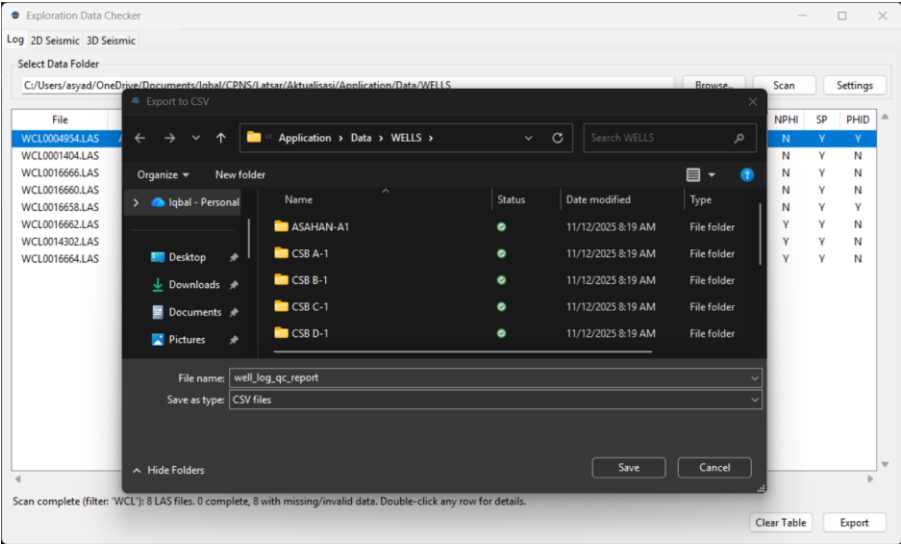 Exploration Data Checker
Log 2D Seismic 3D Seismic
Select Data Folder
C:/Users/asyad/OneDrive/Documents/Iqbal/CPNS/Latsar/Aktualisasi/Application/Data/WELLS Browse.. Scan Settings
Export to CSV
File NPHI SP PHID
WCL0004954.LAS N Y Y
WCL0001404.LAS N Y N
WCL0016666.LAS N Y N
WCL0016660.LAS N Y N
WCL0016658.LAS N Y Y
WCL0016662.LAS Y Y N
WCL0014302.LAS Y Y N
WCL0016664.LAS Y Y N
« Application > Data > WELLS > Search WELLS
Organize New folder
Iqbal - Personal
Desktop
Downloads
Documents
Pictures
Name Status Date modified Type
ASAHAN-A1 11/12/2025 8:19 AM File folder
CSB A-1 11/12/2025 8:19 AM File folder
CSB B-1 11/12/2025 8:19 AM File folder
CSB C-1 11/12/2025 8:19 AM File folder
CSB D-1 11/12/2025 8:19 AM File folder
File name: well_log_qc_report
Save as type: CSV files
Hide Folders Save Cancel
Scan complete (filter: 'WCL'): 8 LAS files. 0 complete, 8 with missing/invalid data. Double-click any row for details.
Clear Table Export